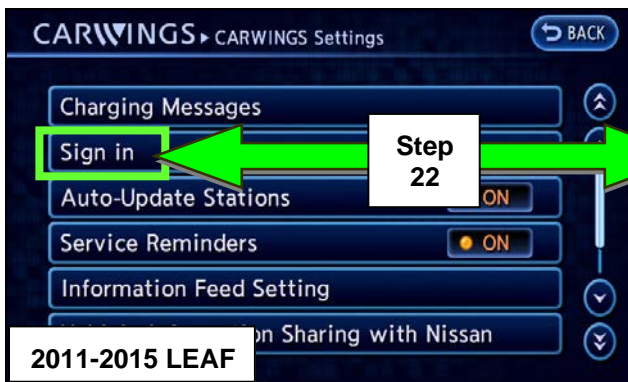 CARWINGS▸CARWINGS Settings
BACK
Charging Messages
Sign in
Step
22
Auto-Update Stations
ON
Service Reminders
ON
Information Feed Setting
on Sharing with Nissan
2011-2015 LEAF